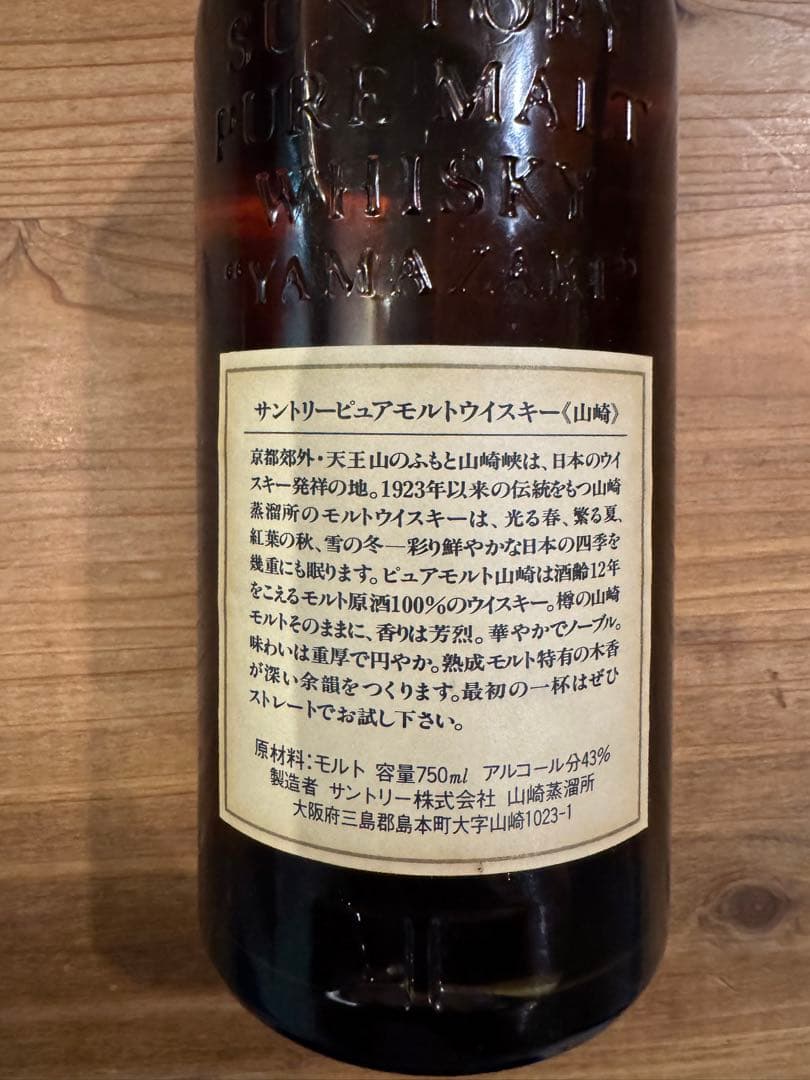 SUNTORY
PURE MALT
WHISKY
"YAMAZAKI"
サントリーピュアモルトウイスキー《山崎》
京都郊外・天王山のふもと山崎峡は、日本のウイ
スキー発祥の地。1923年以来の伝統をもつ山崎
蒸溜所のモルトウイスキーは、光る春、繁る夏、
紅葉の秋、雪の冬―彩り鮮やかな日本の四季を
幾重にも眠ります。ピュアモルト山崎は酒齢12年
をこえるモルト原酒100%のウイスキー。樽の山崎
モルトそのままに、香りは芳烈。華やかでノーブル。
味わいは重厚で円やか。熟成モルト特有の木香
が深い余韻をつくります。最初の一杯はぜひ
ストレートでお試し下さい。
原材料：モルト 容量750ml アルコール分43%
製造者 サントリー株式会社 山崎蒸溜所
大阪府三島郡島本町大字山崎1023-1